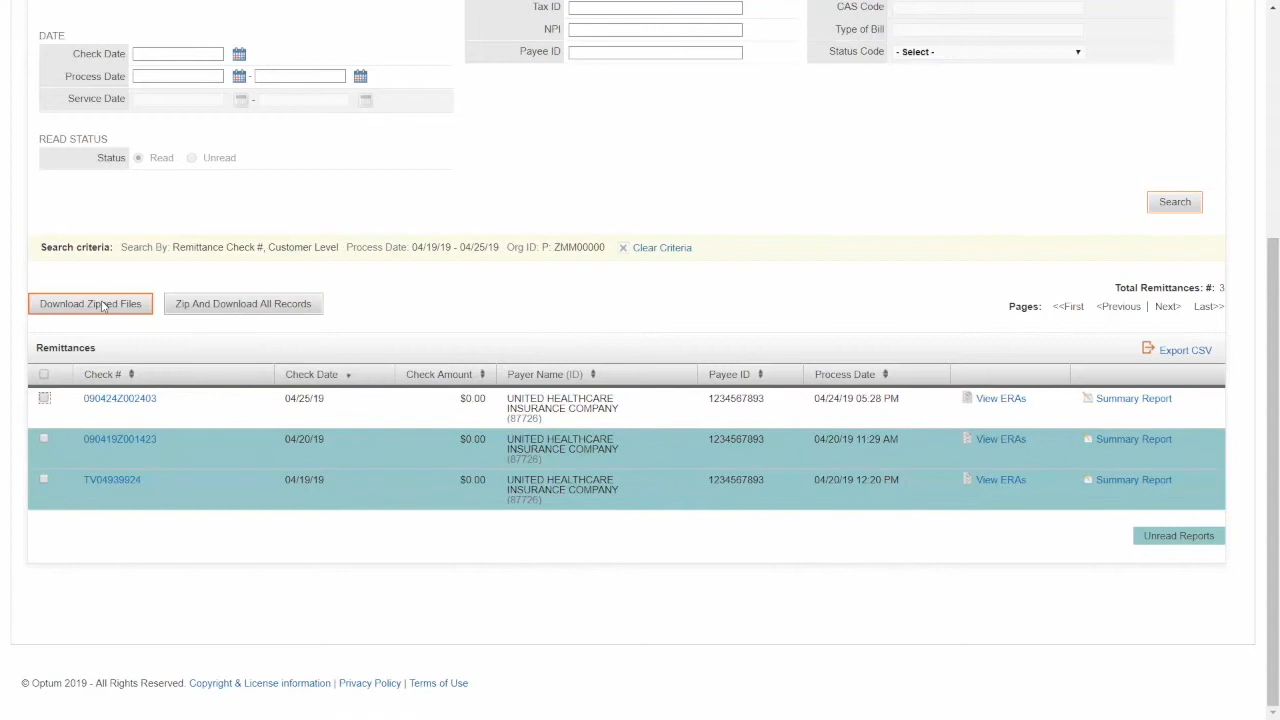 Tax ID
CAS Code
NPI
Type of Bill
Payee ID
Status Code - Select -
DATE
Check Date
Process Date -
Service Date -
READ STATUS
Status Read Unread
Search
Search criteria: Search By: Remittance Check #, Customer Level Process Date: 04/19/19 - 04/25/19 Org ID: P: ZMM00000 Clear Criteria
Total Remittances: #: 3
Download Zipped Files Zip And Download All Records
Pages: <<First <Previous | Next> Last>>
Remittances
Export CSV
Check # Check Date Check Amount Payer Name (ID) Payee ID Process Date
090424Z002403 04/25/19 $0.00 UNITED HEALTHCARE 1234567893 04/24/19 05:28 PM View ERAs Summary Report
INSURANCE COMPANY
(87726)
090419Z001423 04/20/19 $0.00 UNITED HEALTHCARE 1234567893 04/20/19 11:29 AM View ERAs Summary Report
INSURANCE COMPANY
(87726)
TV04939924 04/19/19 $0.00 UNITED HEALTHCARE 1234567893 04/20/19 12:20 PM View ERAs Summary Report
INSURANCE COMPANY
(87726)
Unread Reports
© Optum 2019 - All Rights Reserved. Copyright & License information | Privacy Policy | Terms of Use